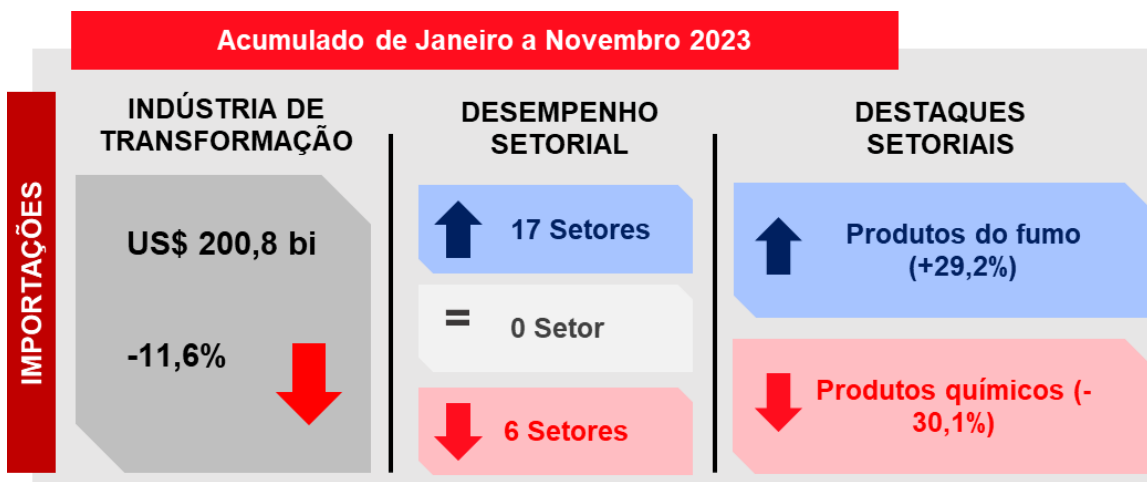 Acumulado de Janeiro a Novembro 2023
IMPORTAÇÕES
INDÚSTRIA DE
TRANSFORMAÇÃO
US$ 200,8 bi
-11,6%
DESEMPENHO
SETORIAL
17 Setores
=
0 Setor
6 Setores
DESTAQUES
SETORIAIS
Produtos do fumo
(+29,2%)
Produtos químicos (-
30,1%)